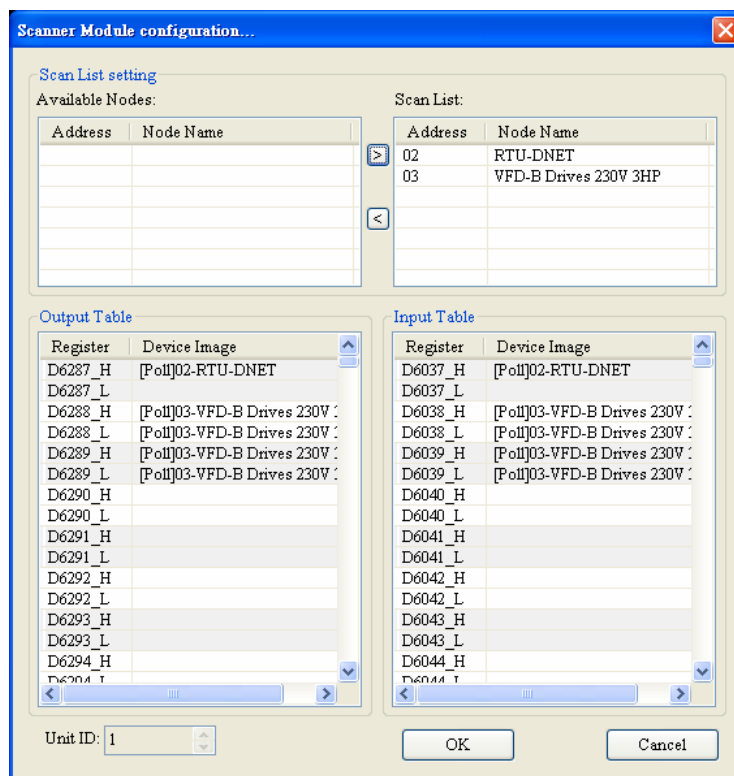 Scanner Module configuration...
Scan List setting
Available Nodes:
Address Node Name
>
<
Scan List:
Address Node Name
02 RTU-DNET
03 VFD-B Drives 230V 3HP
Output Table
Register Device Image
D6287_H [Poll]02-RTU-DNET
D6287_L
D6288_H [Poll]03-VFD-B Drives 230V
D6288_L [Poll]03-VFD-B Drives 230V
D6289_H [Poll]03-VFD-B Drives 230V
D6289_L [Poll]03-VFD-B Drives 230V
D6290_H
D6290_L
D6291_H
D6291_L
D6292_H
D6292_L
D6293_H
D6293_L
D6294_H
D6294_L
Input Table
Register Device Image
D6037_H [Poll]02-RTU-DNET
D6037_L
D6038_H [Poll]03-VFD-B Drives 230V
D6038_L [Poll]03-VFD-B Drives 230V
D6039_H [Poll]03-VFD-B Drives 230V
D6039_L [Poll]03-VFD-B Drives 230V
D6040_H
D6040_L
D6041_H
D6041_L
D6042_H
D6042_L
D6043_H
D6043_L
D6044_H
D6044_L
Unit ID: 1
OK
Cancel